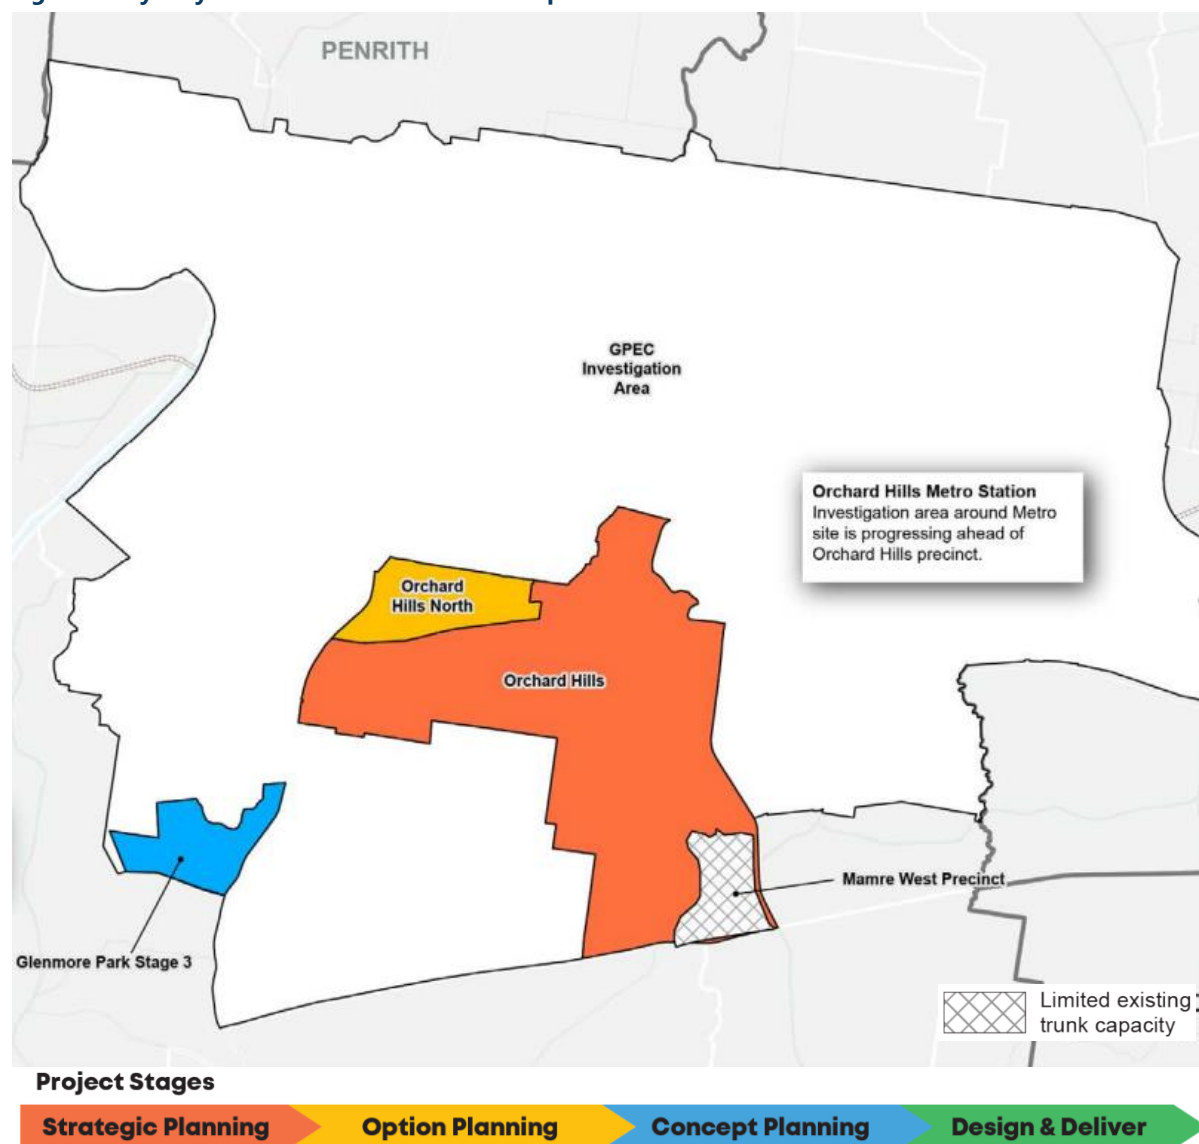 PENRITH
GPEC
Investigation
Area
Orchard Hills Metro Station
Investigation area around Metro
site is progressing ahead of
Orchard Hills precinct.
Orchard
Hills North
Orchard Hills
Mamre West Precinct
Glenmore Park Stage 3
Limited existing
trunk capacity
Project Stages
Strategic Planning
Option Planning
Concept Planning
Design & Deliver